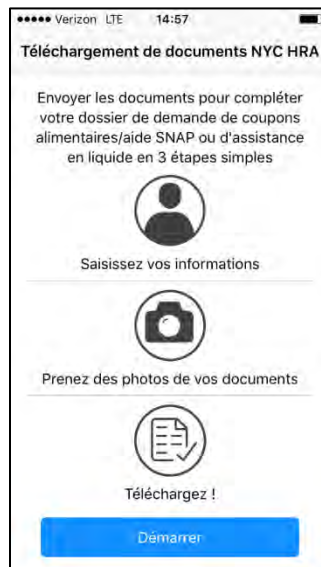 Verizon LTE 14:57
Téléchargement de documents NYC HRA
Envoyer les documents pour compléter
votre dossier de demande de coupons
alimentaires/aide SNAP ou d'assistance
en liquide en 3 étapes simples
Saisissez vos informations
Prenez des photos de vos documents
Téléchargez !
Démarrer